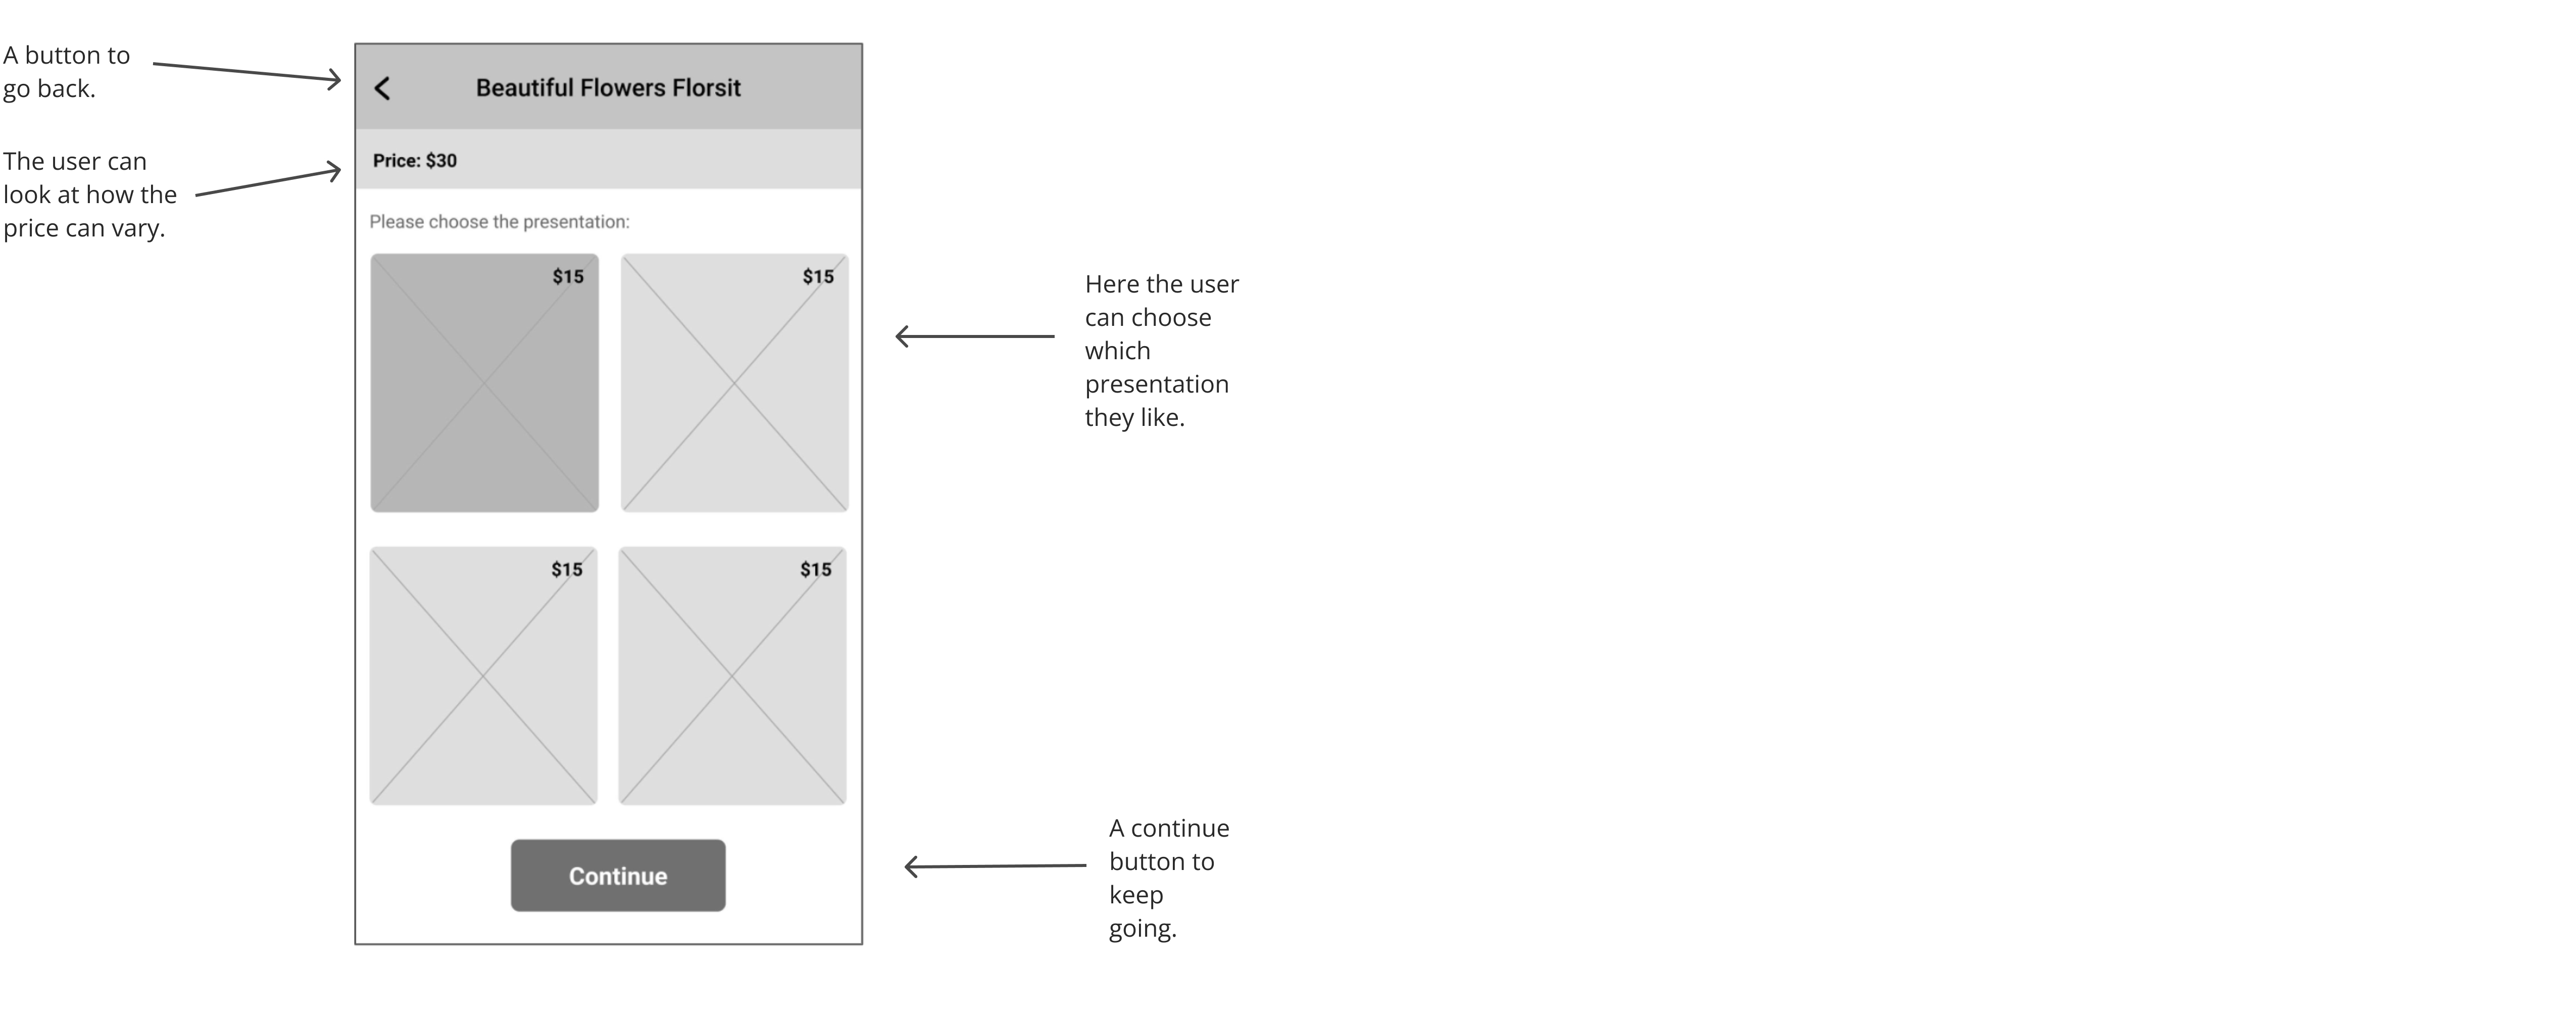 A button to
go back.
The user can
look at how the
price can vary.
Beautiful Flowers Florsit
Price: $30
Please choose the presentation:
$15
$15
$15
$15
Continue
Here the user
can choose
which
presentation
they like.
A continue
button to
keep
going.